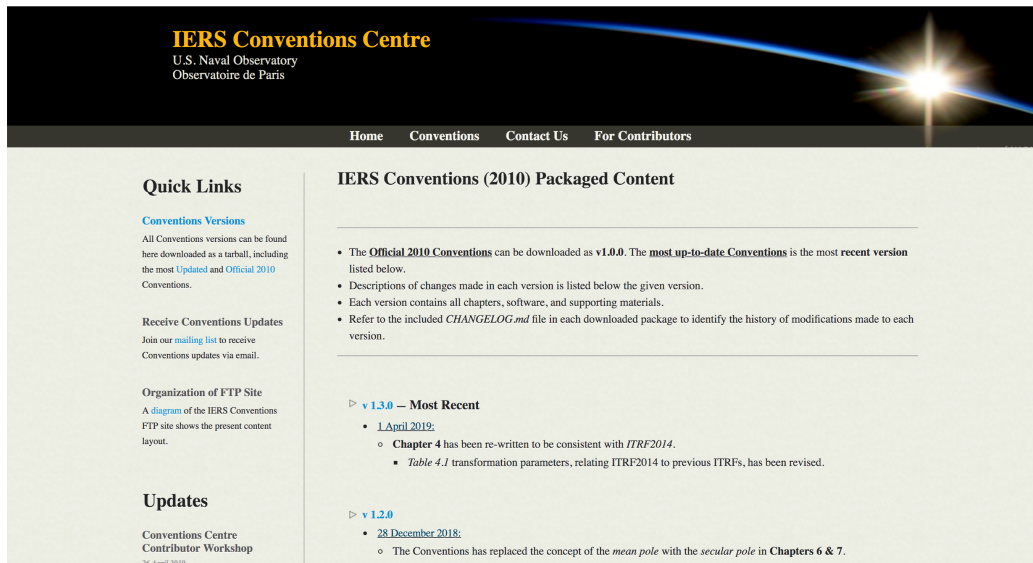 IERS Conventions Centre
U.S. Naval Observatory
Observatoire de Paris
Home Conventions Contact Us For Contributors
Quick Links
Conventions Versions
All Conventions versions can be found
here downloaded as a tarball, including
the most Updated and Official 2010
Conventions.
Receive Conventions Updates
Join our mailing list to receive
Conventions updates via email.
Organization of FTP Site
A diagram of the IERS Conventions
FTP site shows the present content
layout.
Updates
Conventions Centre
Contributor Workshop
IERS Conventions (2010) Packaged Content
The Official 2010 Conventions can be downloaded as v1.0.0. The most up-to-date Conventions is the most recent version
listed below.
Descriptions of changes made in each version is listed below the given version.
Each version contains all chapters, software, and supporting materials.
Refer to the included CHANGELOG.md file in each downloaded package to identify the history of modifications made to each
version.
v 1.3.0 — Most Recent
1 April 2019:
Chapter 4 has been re-written to be consistent with ITRF2014.
Table 4.1 transformation parameters, relating ITRF2014 to previous ITRFs, has been revised.
v 1.2.0
28 December 2018:
The Conventions has replaced the concept of the mean pole with the secular pole in Chapters 6 & 7.